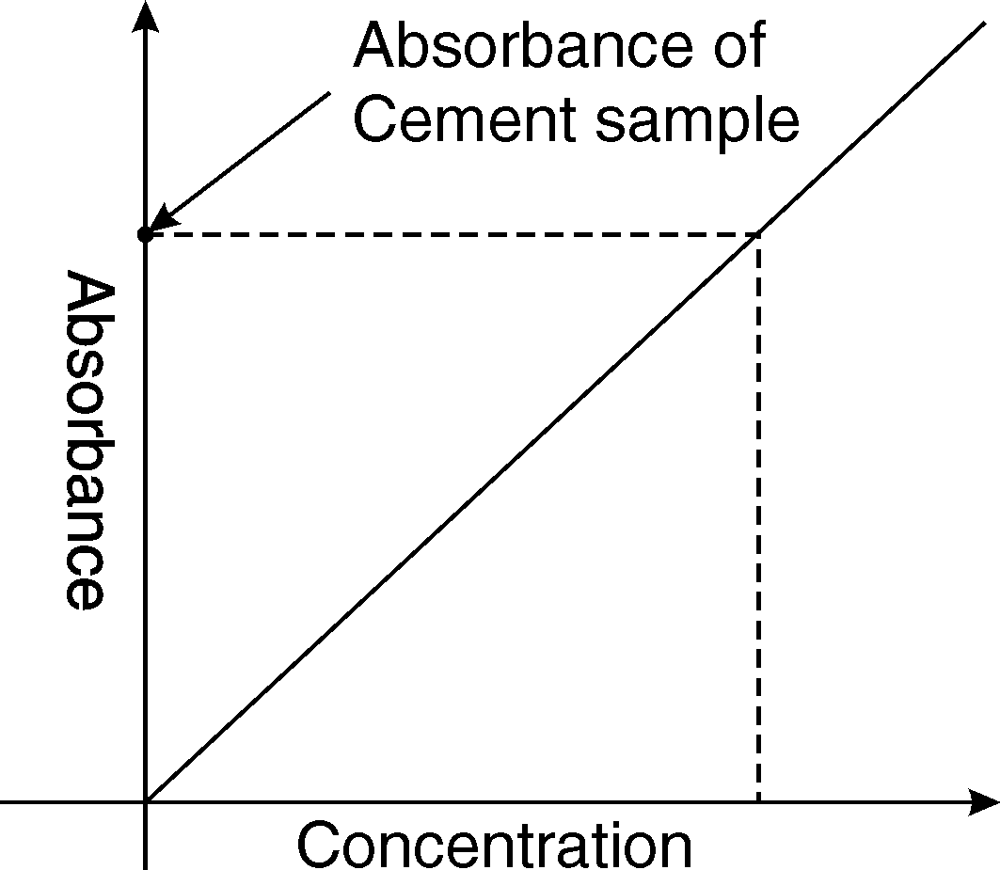 Absorbance of
Cement sample
Absorbance
Concentration